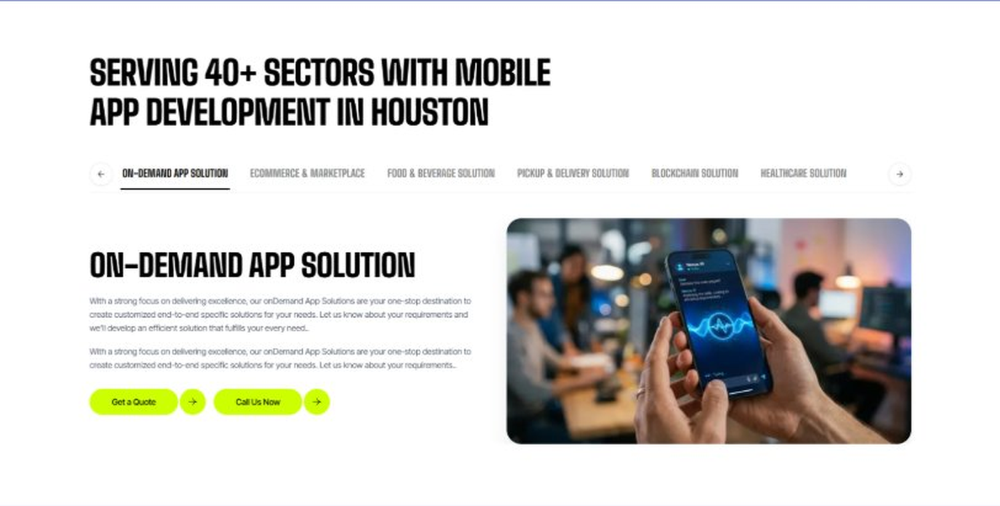 SERVING 40+ SECTORS WITH MOBILE
APP DEVELOPMENT IN HOUSTON
ON-DEMAND APP SOLUTION
ECOMMERCE & MARKETPLACE
FOOD & BEVERAGE SOLUTION
PICKUP & DELIVERY SOLUTION
BLOCKCHAIN SOLUTION
HEALTHCARE SOLUTION
ON-DEMAND APP SOLUTION
With a strong focus on delivering excellence, our onDemand App Solutions are your one-stop destination to
create customized end-to-end specific solutions for your needs. Let us know about your requirements and
we'll develop an efficient solution that fulfills your every need..
With a strong focus on delivering excellence, our onDemand App Solutions are your one-stop destination to
create customized end-to-end specific solutions for your needs. Let us know about your requirements...
Get a Quote
Call Us Now